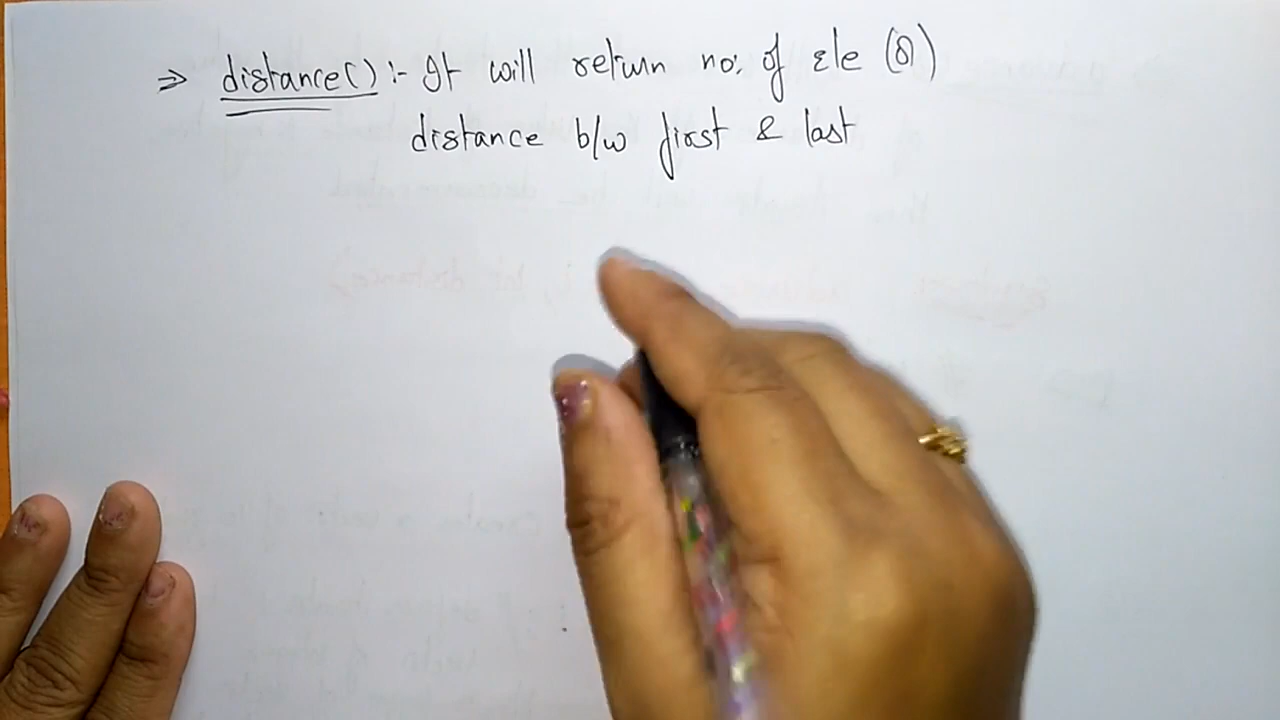 ⇒ distance() :- It will return no. of ele (or)
distance b/w first & last